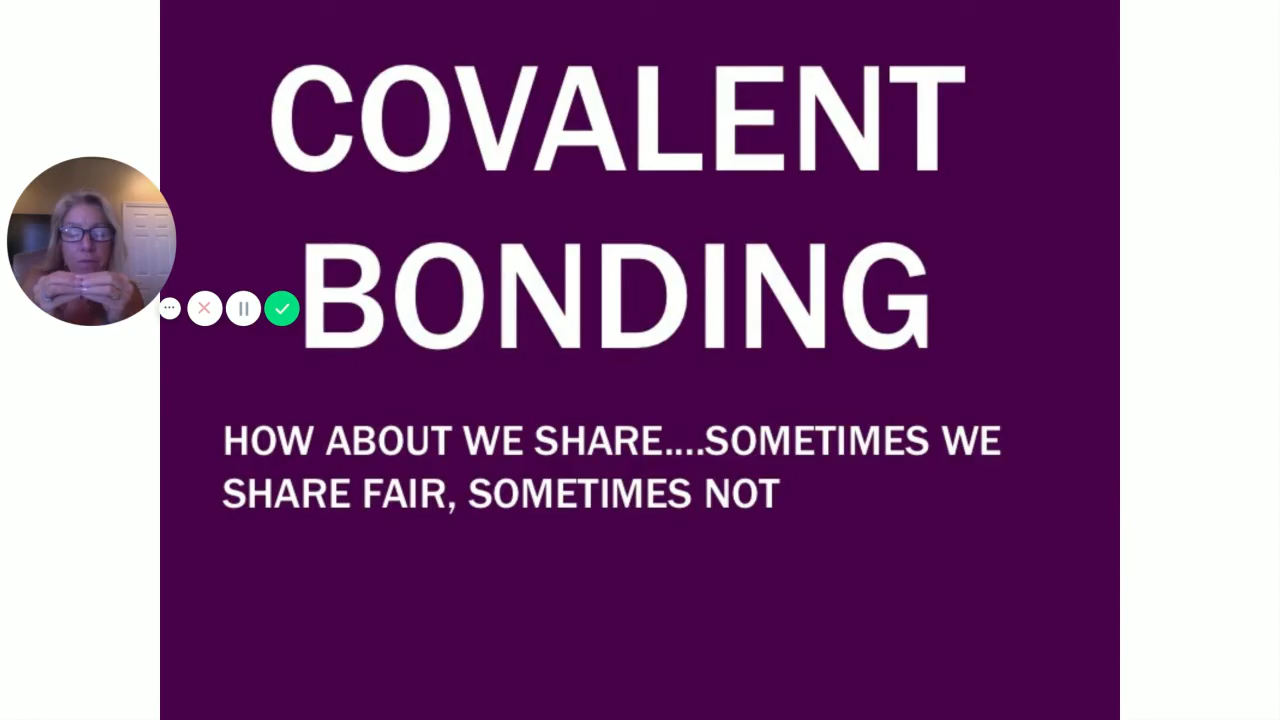 COVALENT
BONDING
HOW ABOUT WE SHARE....SOMETIMES WE
SHARE FAIR, SOMETIMES NOT